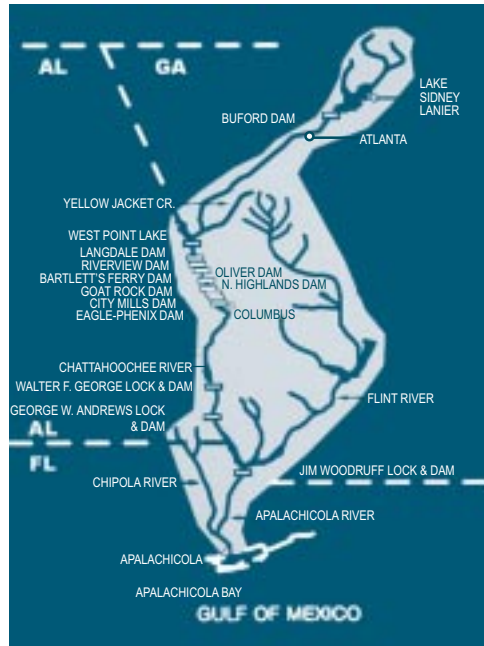 AL
GA
LAKE
SIDNEY
LANIER
BUFORD DAM
ATLANTA
YELLOW JACKET CR.
WEST POINT LAKE
LANGDALE DAM
RIVERVIEW DAM
BARTLETT'S FERRY DAM
GOAT ROCK DAM
CITY MILLS DAM
EAGLE-PHENIX DAM
OLIVER DAM
N. HIGHLANDS DAM
COLUMBUS
CHATTAHOOCHEE RIVER
WALTER F. GEORGE LOCK & DAM
FLINT RIVER
GEORGE W. ANDREWS LOCK
& DAM
AL
FL
JIM WOODRUFF LOCK & DAM
CHIPOLA RIVER
APALACHICOLA RIVER
APALACHICOLA
APALACHICOLA BAY
GULF OF MEXICO